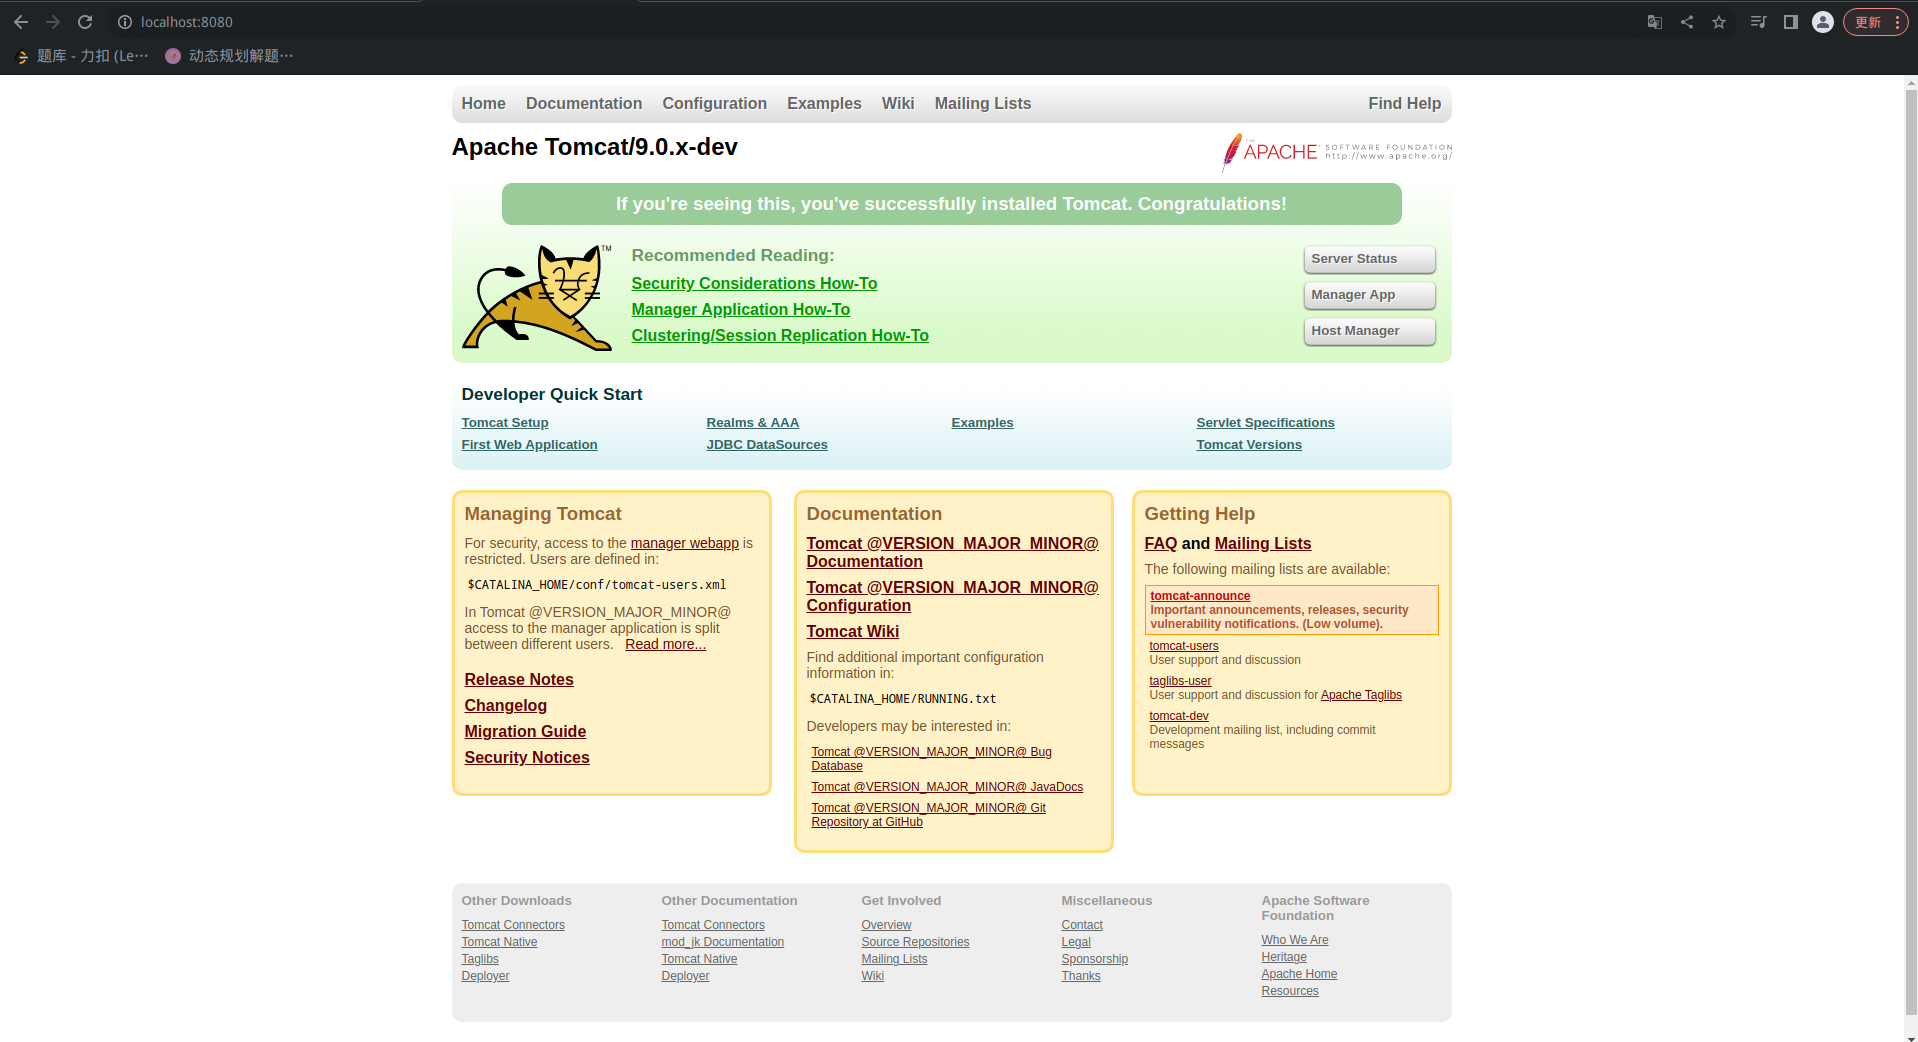 localhost:8080
更新
题库 - 力扣 (Le…
动态规划解题…
Home Documentation Configuration Examples Wiki Mailing Lists Find Help
Apache Tomcat/9.0.x-dev
THE
APACHE SOFTWARE FOUNDATION
http://www.apache.org/
If you're seeing this, you've successfully installed Tomcat. Congratulations!
TM
Recommended Reading:
Security Considerations How-To
Manager Application How-To
Clustering/Session Replication How-To
Server Status
Manager App
Host Manager
Developer Quick Start
Tomcat Setup
First Web Application
Realms & AAA
JDBC DataSources
Examples
Servlet Specifications
Tomcat Versions
Managing Tomcat
For security, access to the manager webapp is
restricted. Users are defined in:
$CATALINA_HOME/conf/tomcat-users.xml
In Tomcat @VERSION_MAJOR_MINOR@
access to the manager application is split
between different users. Read more...
Release Notes
Changelog
Migration Guide
Security Notices
Documentation
Tomcat @VERSION_MAJOR_MINOR@
Documentation
Tomcat @VERSION_MAJOR_MINOR@
Configuration
Tomcat Wiki
Find additional important configuration
information in:
$CATALINA_HOME/RUNNING.txt
Developers may be interested in:
Tomcat @VERSION_MAJOR_MINOR@ Bug
Database
Tomcat @VERSION_MAJOR_MINOR@ JavaDocs
Tomcat @VERSION_MAJOR_MINOR@ Git
Repository at GitHub
Getting Help
FAQ and Mailing Lists
The following mailing lists are available:
tomcat-announce
Important announcements, releases, security
vulnerability notifications. (Low volume).
tomcat-users
User support and discussion
taglibs-user
User support and discussion for Apache Taglibs
tomcat-dev
Development mailing list, including commit
messages
Other Downloads
Tomcat Connectors
Tomcat Native
Taglibs
Deployer
Other Documentation
Tomcat Connectors
mod_jk Documentation
Tomcat Native
Deployer
Get Involved
Overview
Source Repositories
Mailing Lists
Wiki
Miscellaneous
Contact
Legal
Sponsorship
Thanks
Apache Software
Foundation
Who We Are
Heritage
Apache Home
Resources